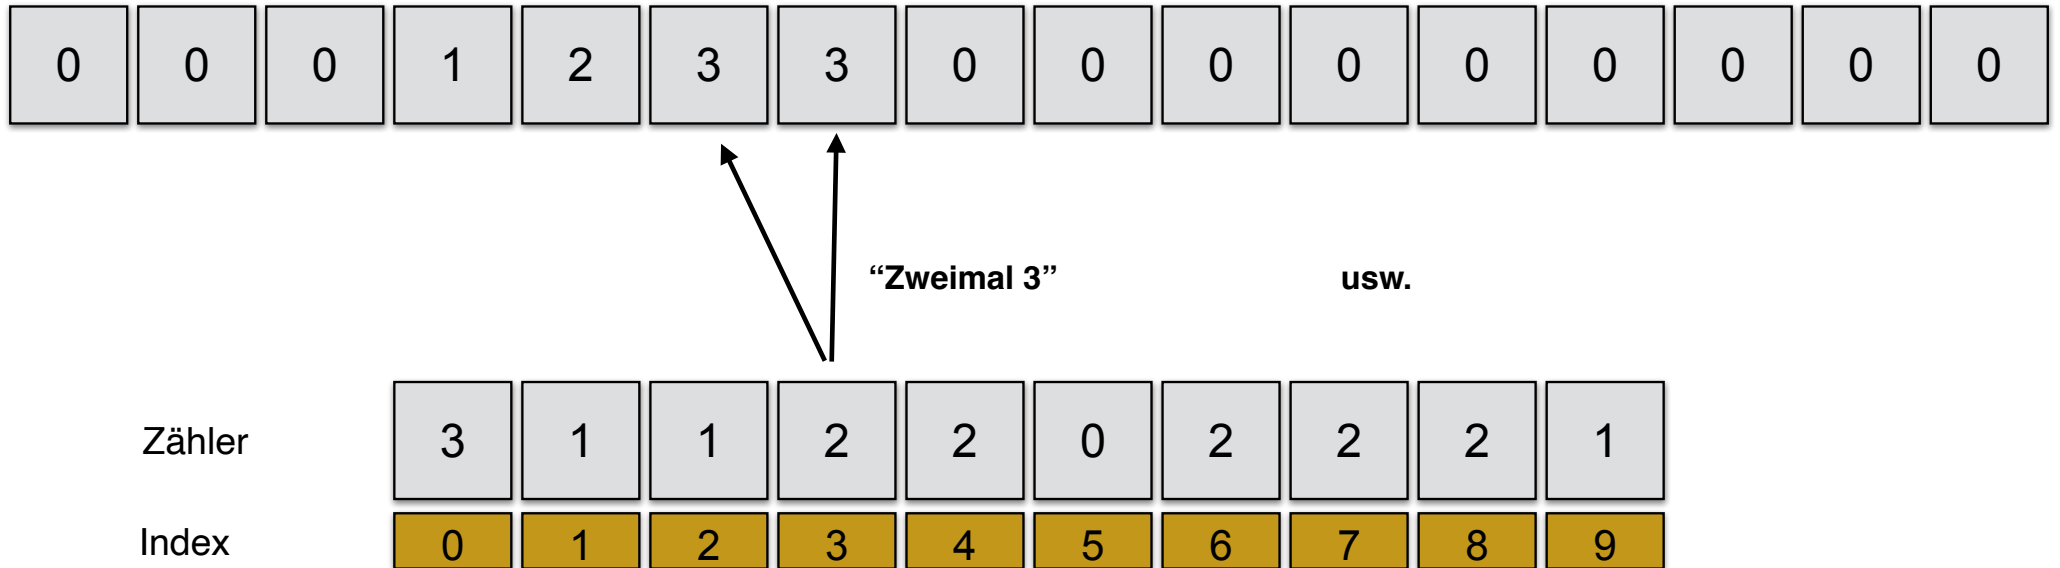 0 0 0 1 2 3 3 0 0 0 0 0 0 0 0 0
“Zweimal 3” usw.
Zähler 3 1 1 2 2 0 2 2 2 1
Index 0 1 2 3 4 5 6 7 8 9